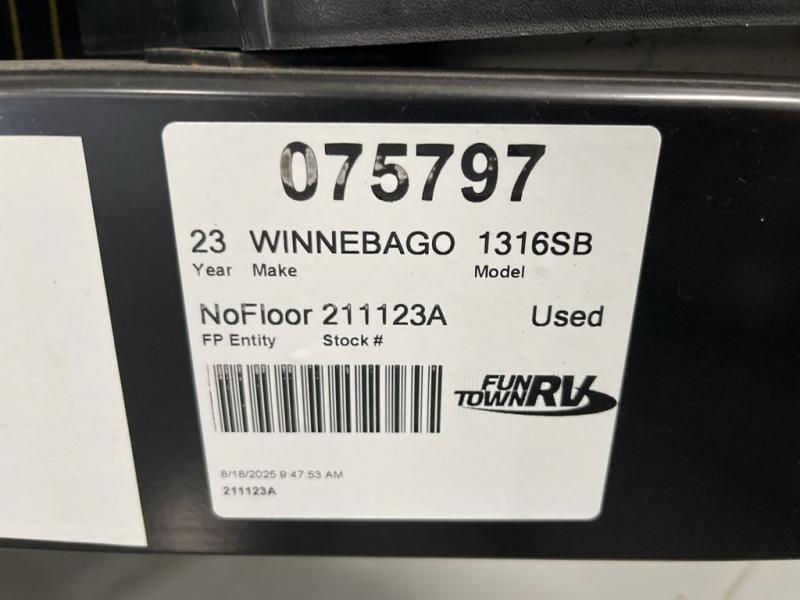 075797
23 WINNEBAGO 1316SB
Year Make Model
NoFloor 211123A Used
FP Entity Stock #
FUN TOWN RV
8/18/2025 9:47:53 AM
211123A